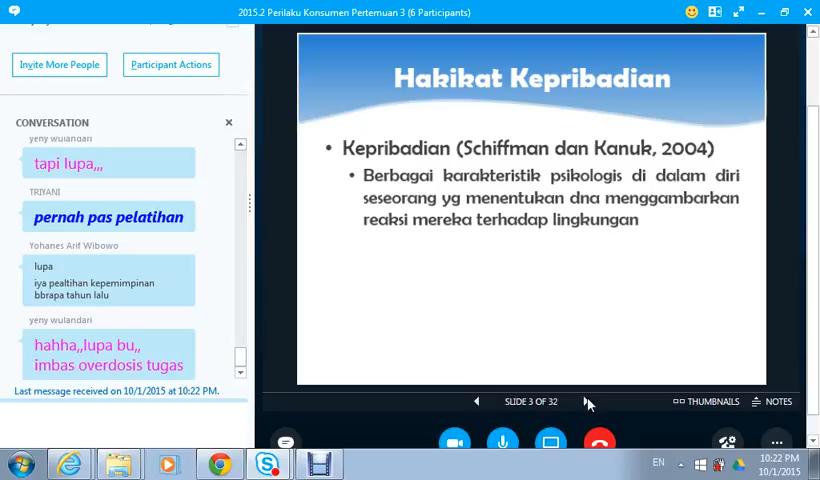 2015.2 Perilaku Konsumen Pertemuan 3 (6 Participants)
Invite More People
Participant Actions
CONVERSATION
yeny wulandari
tapi lupa,,,
TRIYANI
pernah pas pelatihan
Yohanes Arif Wibowo
lupa
iya pealtihan kepemimpinan
bbrapa tahun lalu
yeny wulandari
hahha,,lupa bu,,
imbas overdosis tugas
Last message received on 10/1/2015 at 10:22 PM.
Hakikat Kepribadian
• Kepribadian (Schiffman dan Kanuk, 2004)
• Berbagai karakteristik psikologis di dalam diri
seseorang yg menentukan dna menggambarkan
reaksi mereka terhadap lingkungan
SLIDE 3 OF 32
THUMBNAILS
NOTES
EN
10:22 PM
10/1/2015